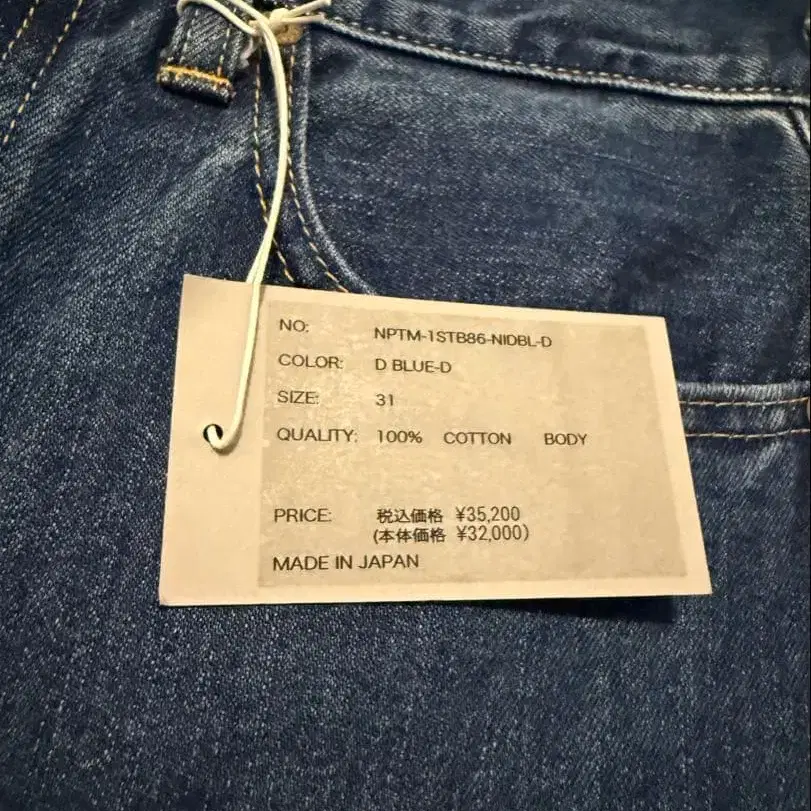 NO: NPTM-1STB86-NIDBL-D
COLOR: D BLUE-D
SIZE: 31
QUALITY: 100% COTTON BODY
PRICE: 税込価格 ¥35,200
(本体価格 ¥32,000)
MADE IN JAPAN